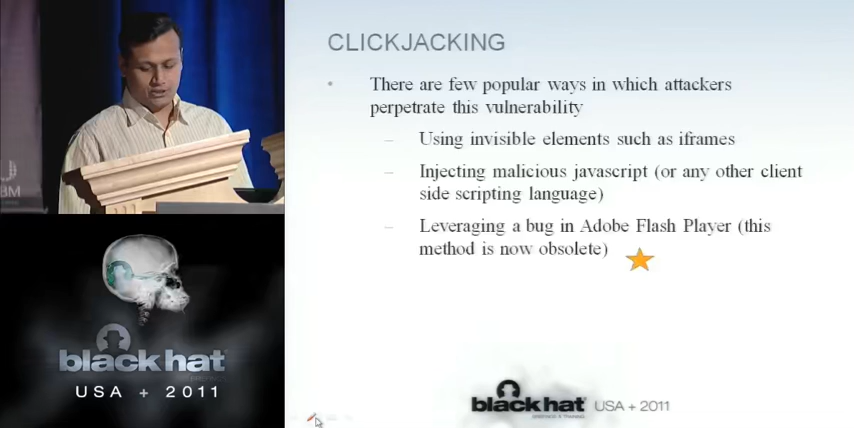 CLICKJACKING
• There are few popular ways in which attackers
perpetrate this vulnerability
– Using invisible elements such as iframes
– Injecting malicious javascript (or any other client
side scripting language)
– Leveraging a bug in Adobe Flash Player (this
method is now obsolete)
black hat
USA + 2011
black hat USA + 2011